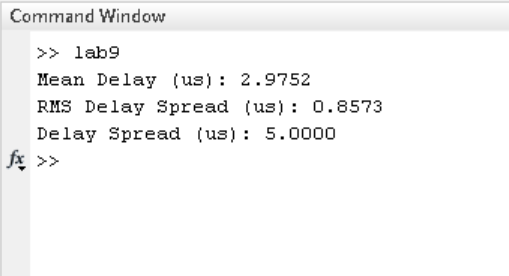 Command Window
>> lab9
Mean Delay (us): 2.9752
RMS Delay Spread (us): 0.8573
Delay Spread (us): 5.0000
fx >>